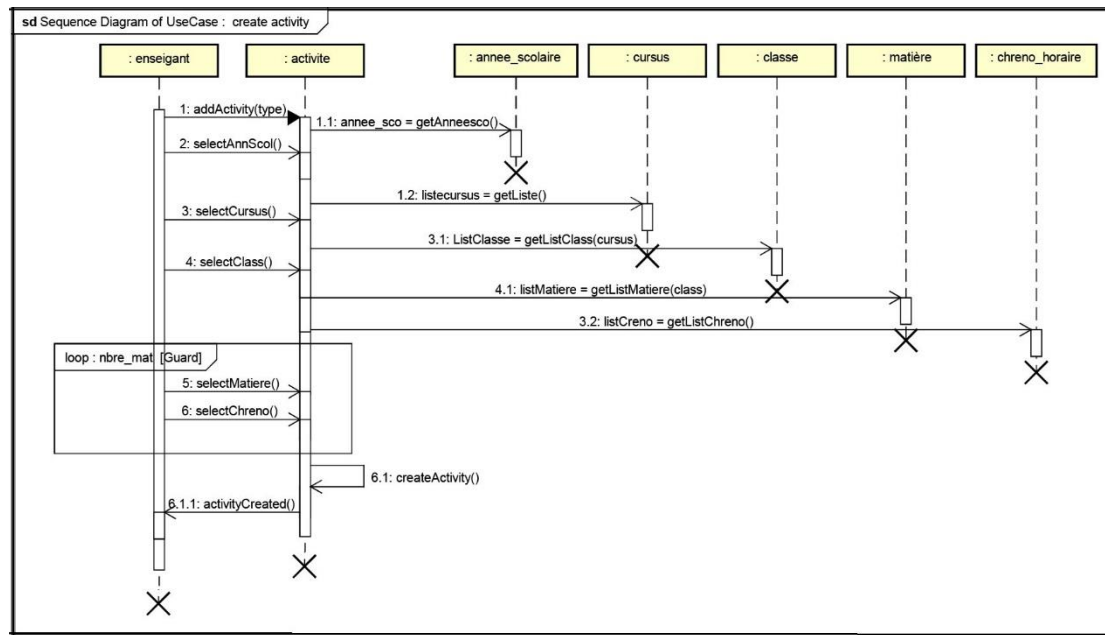 sd Sequence Diagram of UseCase : create activity
: enseigant
: activite
: annee_scolaire
: cursus
: classe
: matière
: chreno_horaire
1: addActivity(type)
1.1: annee_sco = getAnneesco()
2: selectAnnScol()
1.2: listecursus = getListe()
3: selectCursus()
3.1: ListClasse = getListClass(cursus)
4: selectClass()
4.1: listMatiere = getListMatiere(class)
3.2: listCreno = getListChreno()
loop : nbre_mat [Guard]
5: selectMatiere()
6: selectChreno()
6.1: createActivity()
6.1.1: activityCreated()